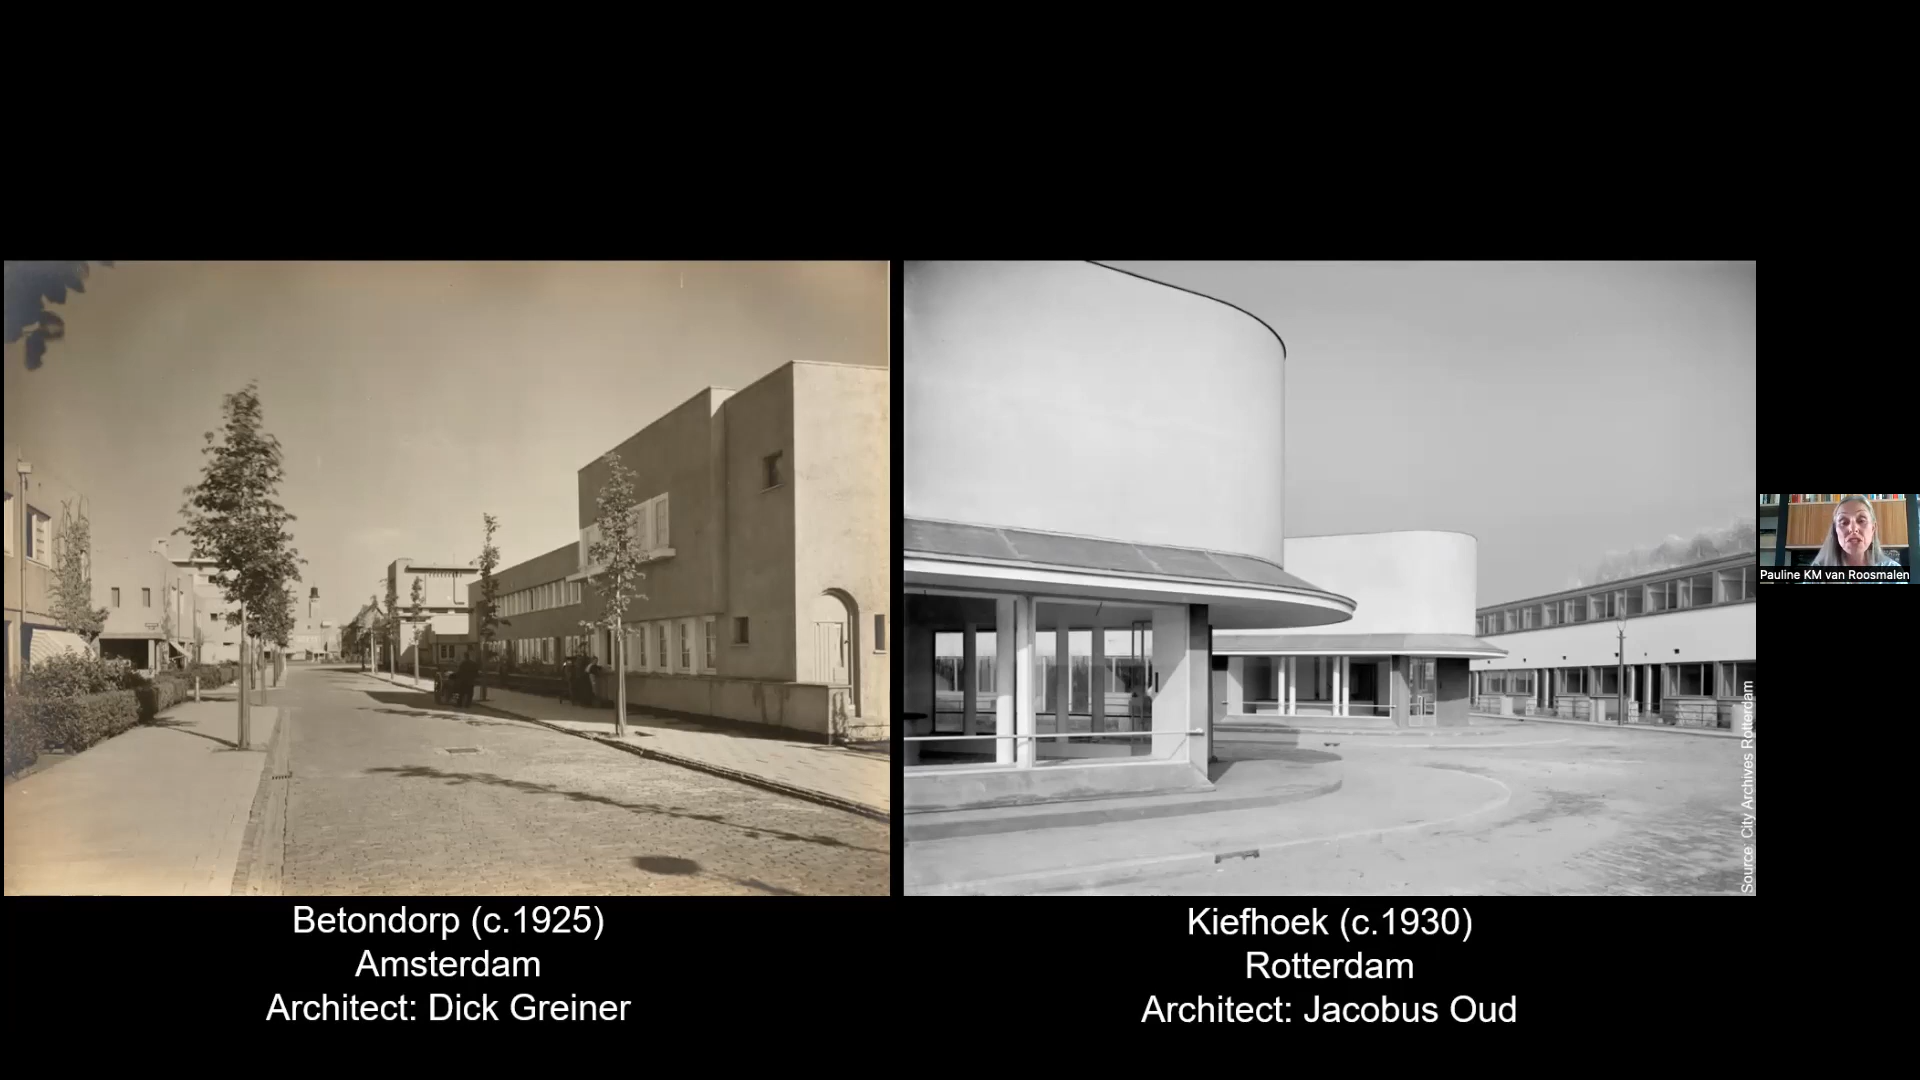 Betondorp (c.1925)
Amsterdam
Architect: Dick Greiner
Kiefhoek (c.1930)
Rotterdam
Architect: Jacobus Oud
Source: City Archives Rotterdam
Pauline KM van Roosmalen